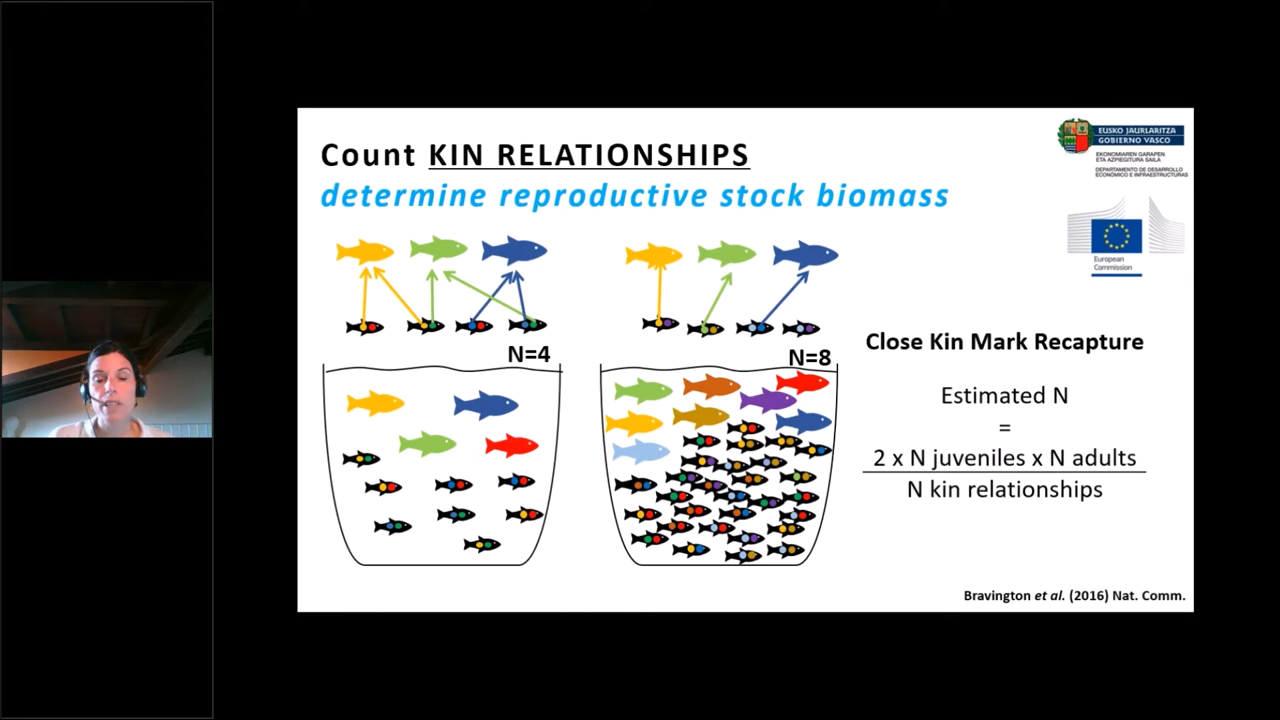 Count KIN RELATIONSHIPS
determine reproductive stock biomass
EUSKO JAURLARITZA
GOBIERNO VASCO
EKONOMIAREN GARAPEN
ETA AZPIEGITURA SAILA
DEPARTAMENTO DE DESARROLLO
ECONÓMICO E INFRAESTRUCTURAS
European
Commission
N=4
N=8
Close Kin Mark Recapture
Estimated N
=
2 x N juveniles x N adults
N kin relationships
Bravington et al. (2016) Nat. Comm.